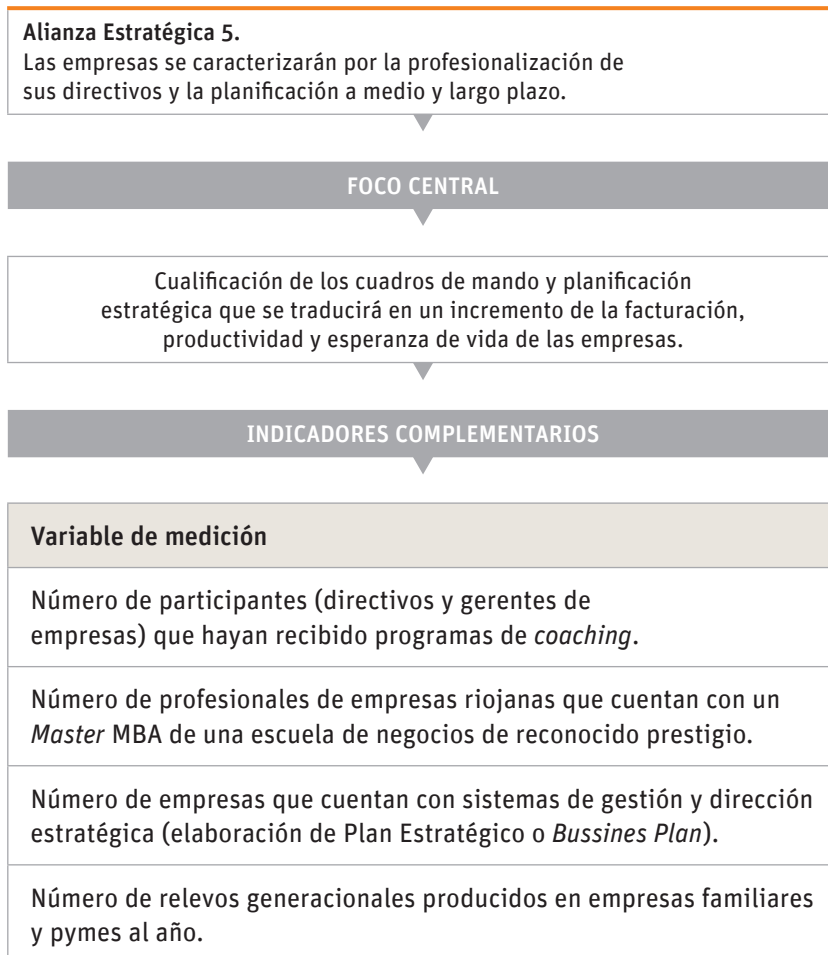 Alianza Estratégica 5.
Las empresas se caracterizarán por la profesionalización de
sus directivos y la planificación a medio y largo plazo.
FOCO CENTRAL
Cualificación de los cuadros de mando y planificación
estratégica que se traducirá en un incremento de la facturación,
productividad y esperanza de vida de las empresas.
INDICADORES COMPLEMENTARIOS
Variable de medición
Número de participantes (directivos y gerentes de
empresas) que hayan recibido programas de coaching.
Número de profesionales de empresas riojanas que cuentan con un
Master MBA de una escuela de negocios de reconocido prestigio.
Número de empresas que cuentan con sistemas de gestión y dirección
estratégica (elaboración de Plan Estratégico o Bussines Plan).
Número de relevos generacionales producidos en empresas familiares
y pymes al año.